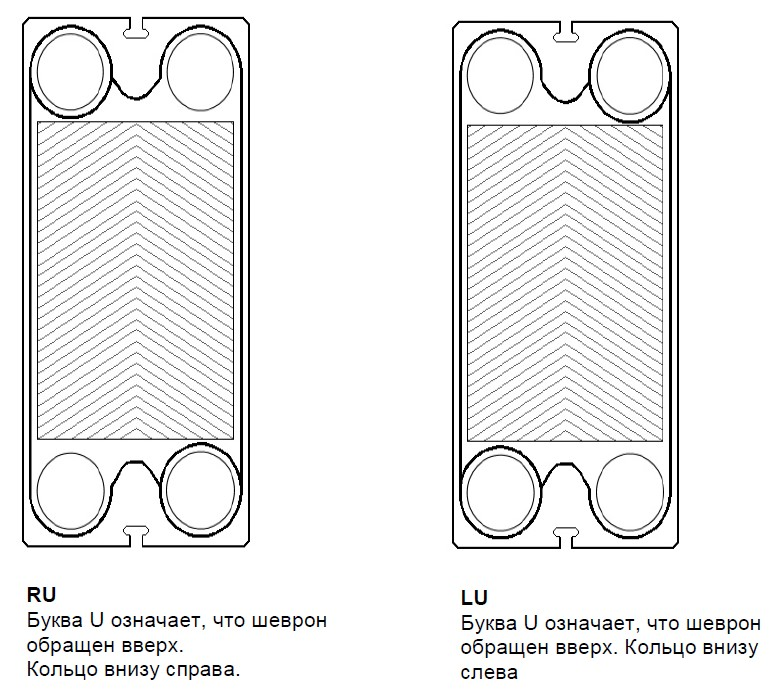 RU
Буква U означает, что шеврон
обращен вверх.
Кольцо внизу справа.
LU
Буква U означает, что шеврон
обращен вверх. Кольцо внизу
слева